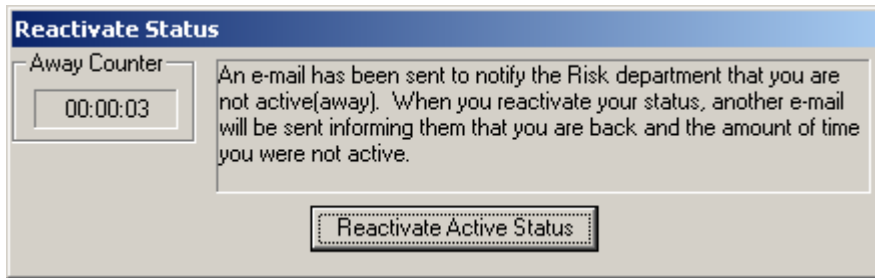 Reactivate Status
Away Counter
00:00:03
An e-mail has been sent to notify the Risk department that you are
not active(away).  When you reactivate your status, another e-mail
will be sent informing them that you are back and the amount of time
you were not active.
Reactivate Active Status